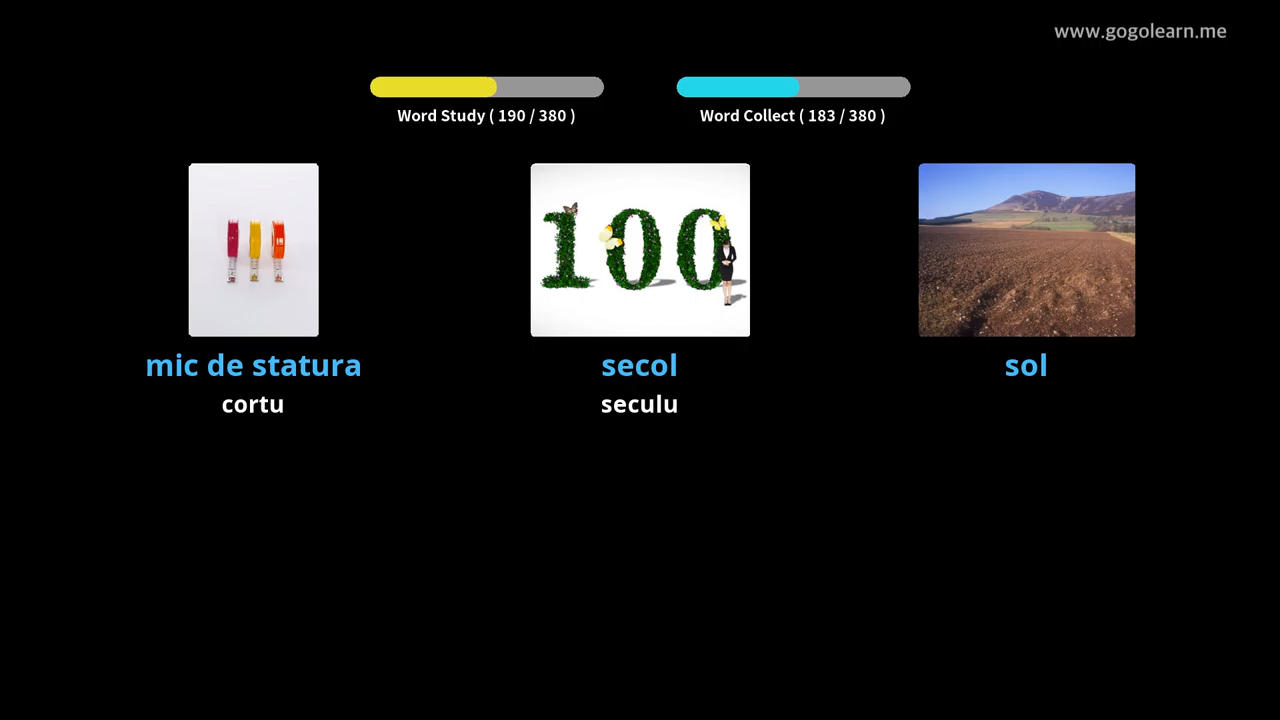 www.gogolearn.me
Word Study ( 190 / 380 )
Word Collect ( 183 / 380 )
100
mic de statura
secol
sol
cortu
seculu